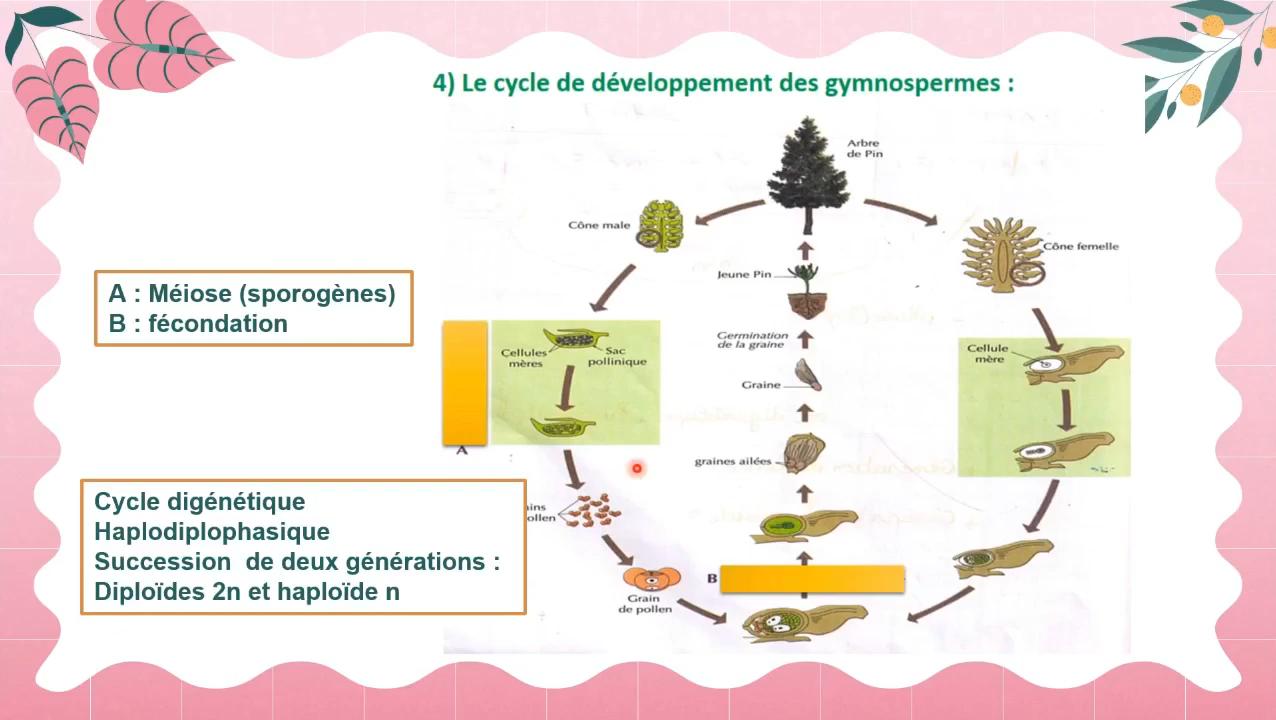 4) Le cycle de développement des gymnospermes :
Arbre
de Pin
Cône male
Cône femelle
Jeune Pin
A : Méiose (sporogènes)
B : fécondation
Germination
de la graine
Cellules
mères
Sac
pollinique
Cellule
mère
Graine
A
graines ailées
Cycle digénétique
Haplodiplophasique
Succession de deux générations :
Diploïdes 2n et haploïde n
B
Grain
de pollen